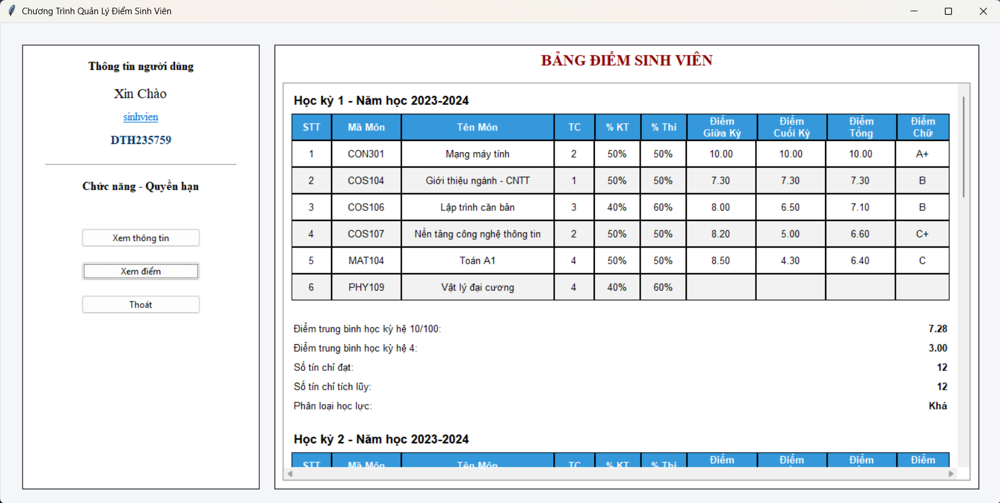 Chương Trình Quản Lý Điểm Sinh Viên
Thông tin người dùng
Xin Chào
sinhvien
DTH235759
Chức năng - Quyền hạn
Xem thông tin
Xem điểm
Thoát
BẢNG ĐIỂM SINH VIÊN
Học kỳ 1 - Năm học 2023-2024
STT Mã Môn Tên Môn TC % KT % Thi Điểm Giữa Kỳ Điểm Cuối Kỳ Điểm Tổng Điểm Chữ
1 CON301 Mạng máy tính 2 50% 50% 10.00 10.00 10.00 A+
2 COS104 Giới thiệu ngành - CNTT 1 50% 50% 7.30 7.30 7.30 B
3 COS106 Lập trình căn bản 3 40% 60% 8.00 6.50 7.10 B
4 COS107 Nền tảng công nghệ thông tin 2 50% 50% 8.20 5.00 6.60 C+
5 MAT104 Toán A1 4 50% 50% 8.50 4.30 6.40 C
6 PHY109 Vật lý đại cương 4 40% 60%
Điểm trung bình học kỳ hệ 10/100: 7.28
Điểm trung bình học kỳ hệ 4: 3.00
Số tín chỉ đạt: 12
Số tín chỉ tích lũy: 12
Phân loại học lực: Khá
Học kỳ 2 - Năm học 2023-2024
STT Mã Môn Tên Môn TC % KT % Thi Điểm Điểm Điểm Điểm